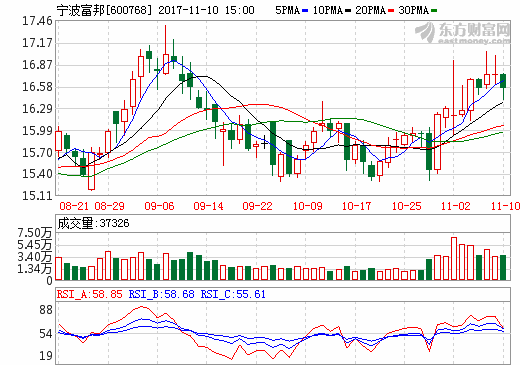 宁波富邦[600768] 2017-11-10 15:00 5PMA 10PMA 20PMA 30PMA
东方财富网
eastmoney.com
17.46
17.17
16.87
16.58
16.29
15.99
15.70
15.40
15.11
08-21 08-29 09-06 09-14 09-22 10-09 10-17 10-25 11-02 11-10
成交量:37326
7.50万
5.45万
3.40万
1.34万
0
RSI_A:58.85 RSI_B:58.68 RSI_C:55.61
88
54
19